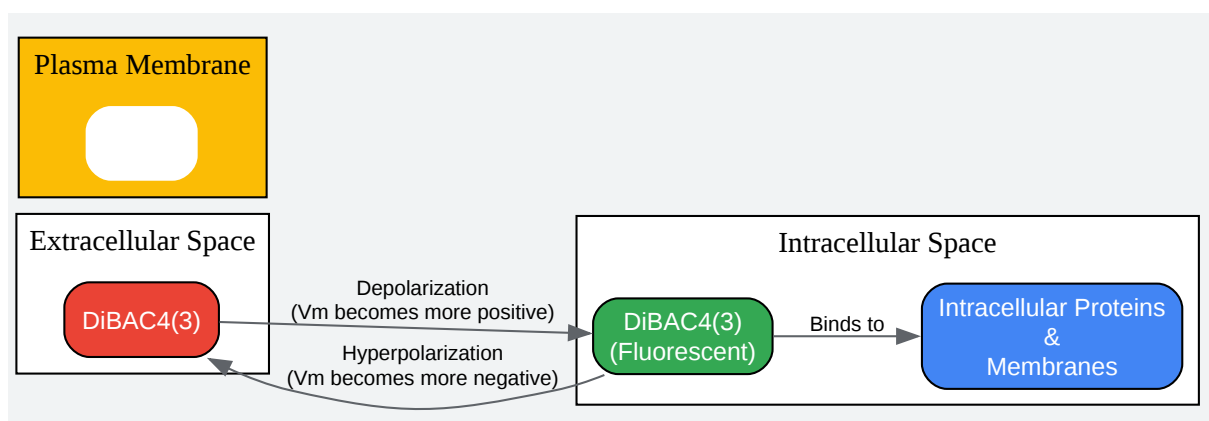 Plasma Membrane
Extracellular Space
DiBAC4(3)
Depolarization
(Vm becomes more positive)
Hyperpolarization
(Vm becomes more negative)
Intracellular Space
DiBAC4(3)
(Fluorescent)
Binds to
Intracellular Proteins
&
Membranes